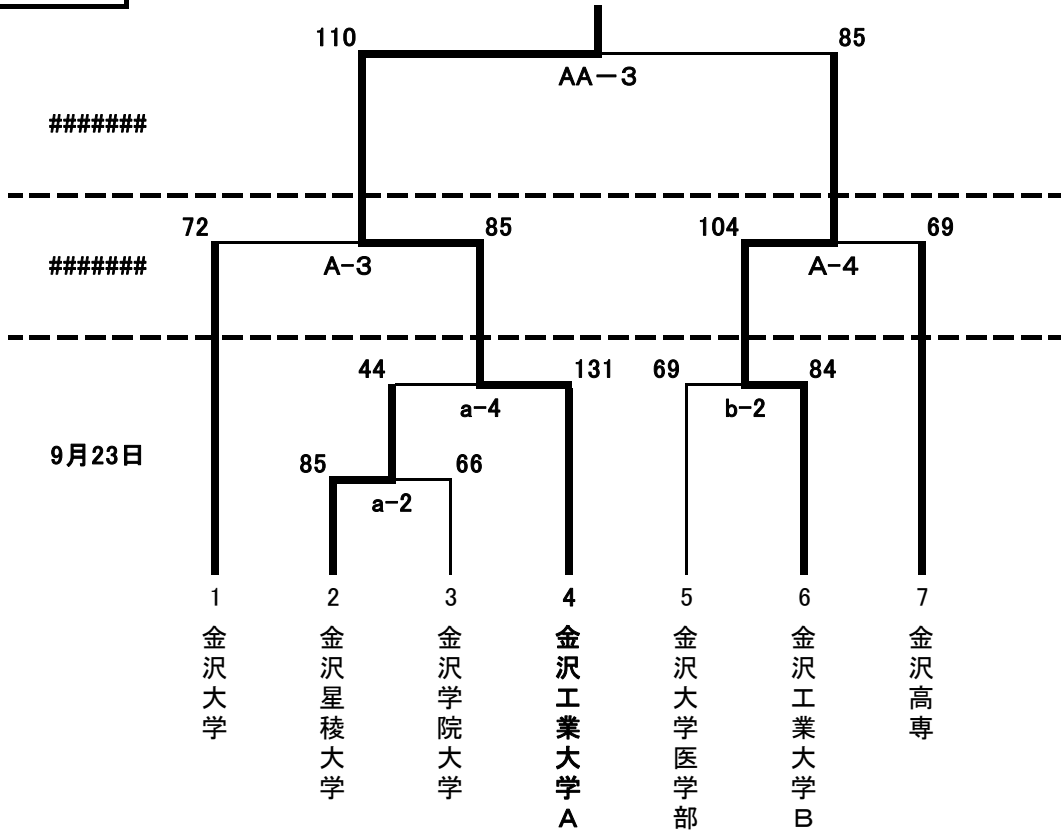 110 85
AA－3
#######
72 85 104 69
A-3 A-4
#######
44 131 69 84
a-4 b-2
9月23日
85 66
a-2
1 2 3 4 5 6 7
金沢大学
金沢星稜大学
金沢学院大学
金沢工業大学A
金沢大学医学部
金沢工業大学B
金沢高専